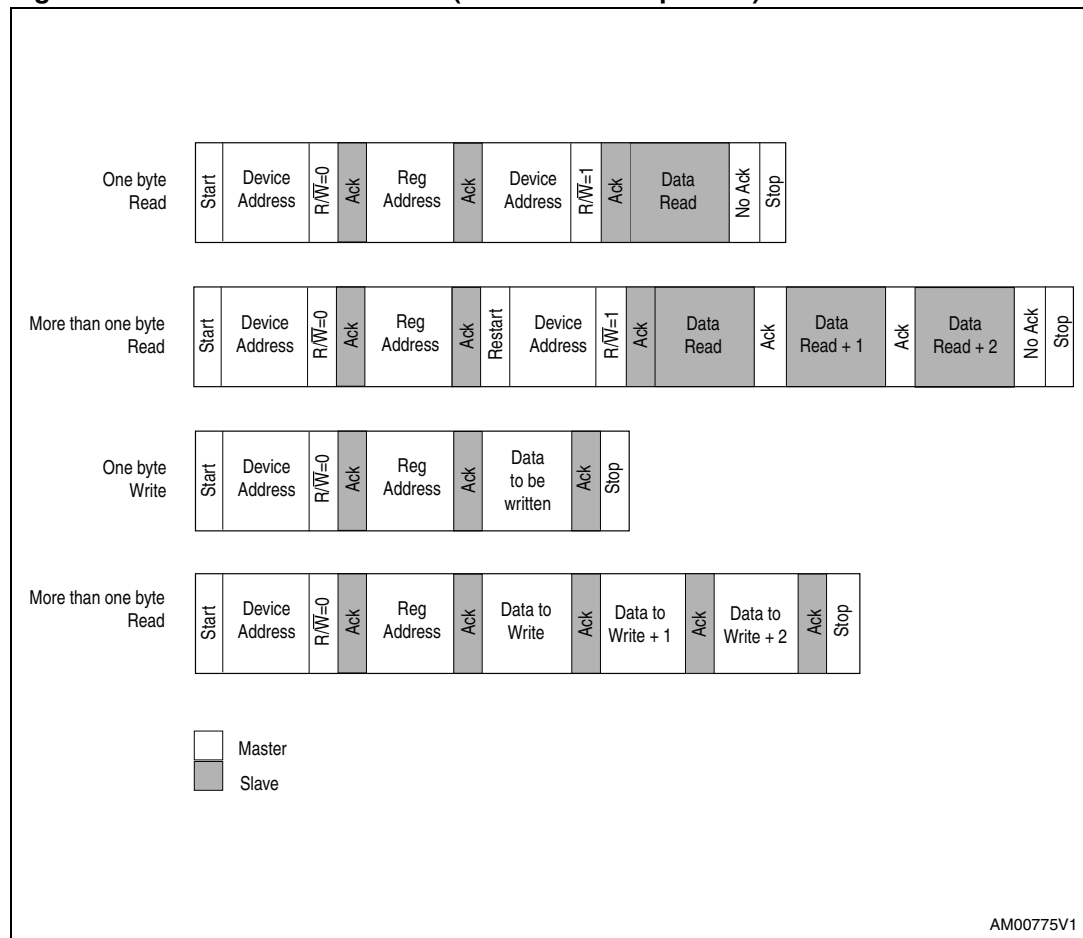 One byte
Read
Start
Device
Address
R/W̅=0
Ack
Reg
Address
Ack
Device
Address
R/W̅=1
Ack
Data
Read
No Ack
Stop
More than one byte
Read
Start
Device
Address
R/W̅=0
Ack
Reg
Address
Ack
Restart
Device
Address
R/W̅=1
Ack
Data
Read
Ack
Data
Read + 1
Ack
Data
Read + 2
No Ack
Stop
One byte
Write
Start
Device
Address
R/W̅=0
Ack
Reg
Address
Ack
Data
to be
written
Ack
Stop
More than one byte
Read
Start
Device
Address
R/W̅=0
Ack
Reg
Address
Ack
Data to
Write
Ack
Data to
Write + 1
Ack
Data to
Write + 2
Ack
Stop
Master
Slave
AM00775V1